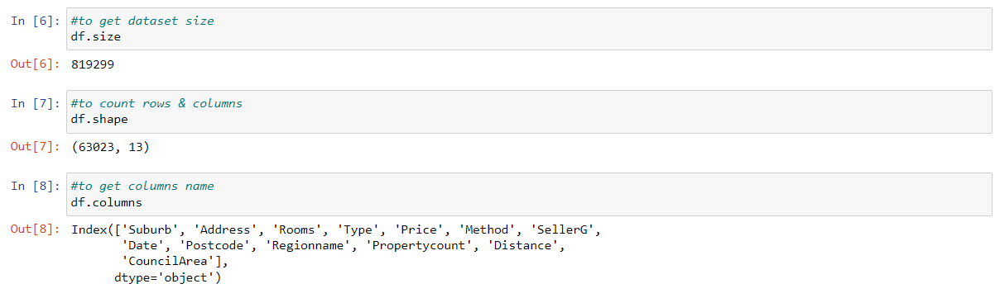 In [6]: #to get dataset size
df.size
Out[6]: 819299
In [7]: #to count rows & columns
df.shape
Out[7]: (63023, 13)
In [8]: #to get columns name
df.columns
Out[8]: Index(['Suburb', 'Address', 'Rooms', 'Type', 'Price', 'Method', 'SellerG',
'Date', 'Postcode', 'Regionname', 'Propertycount', 'Distance',
'CouncilArea'],
dtype='object')